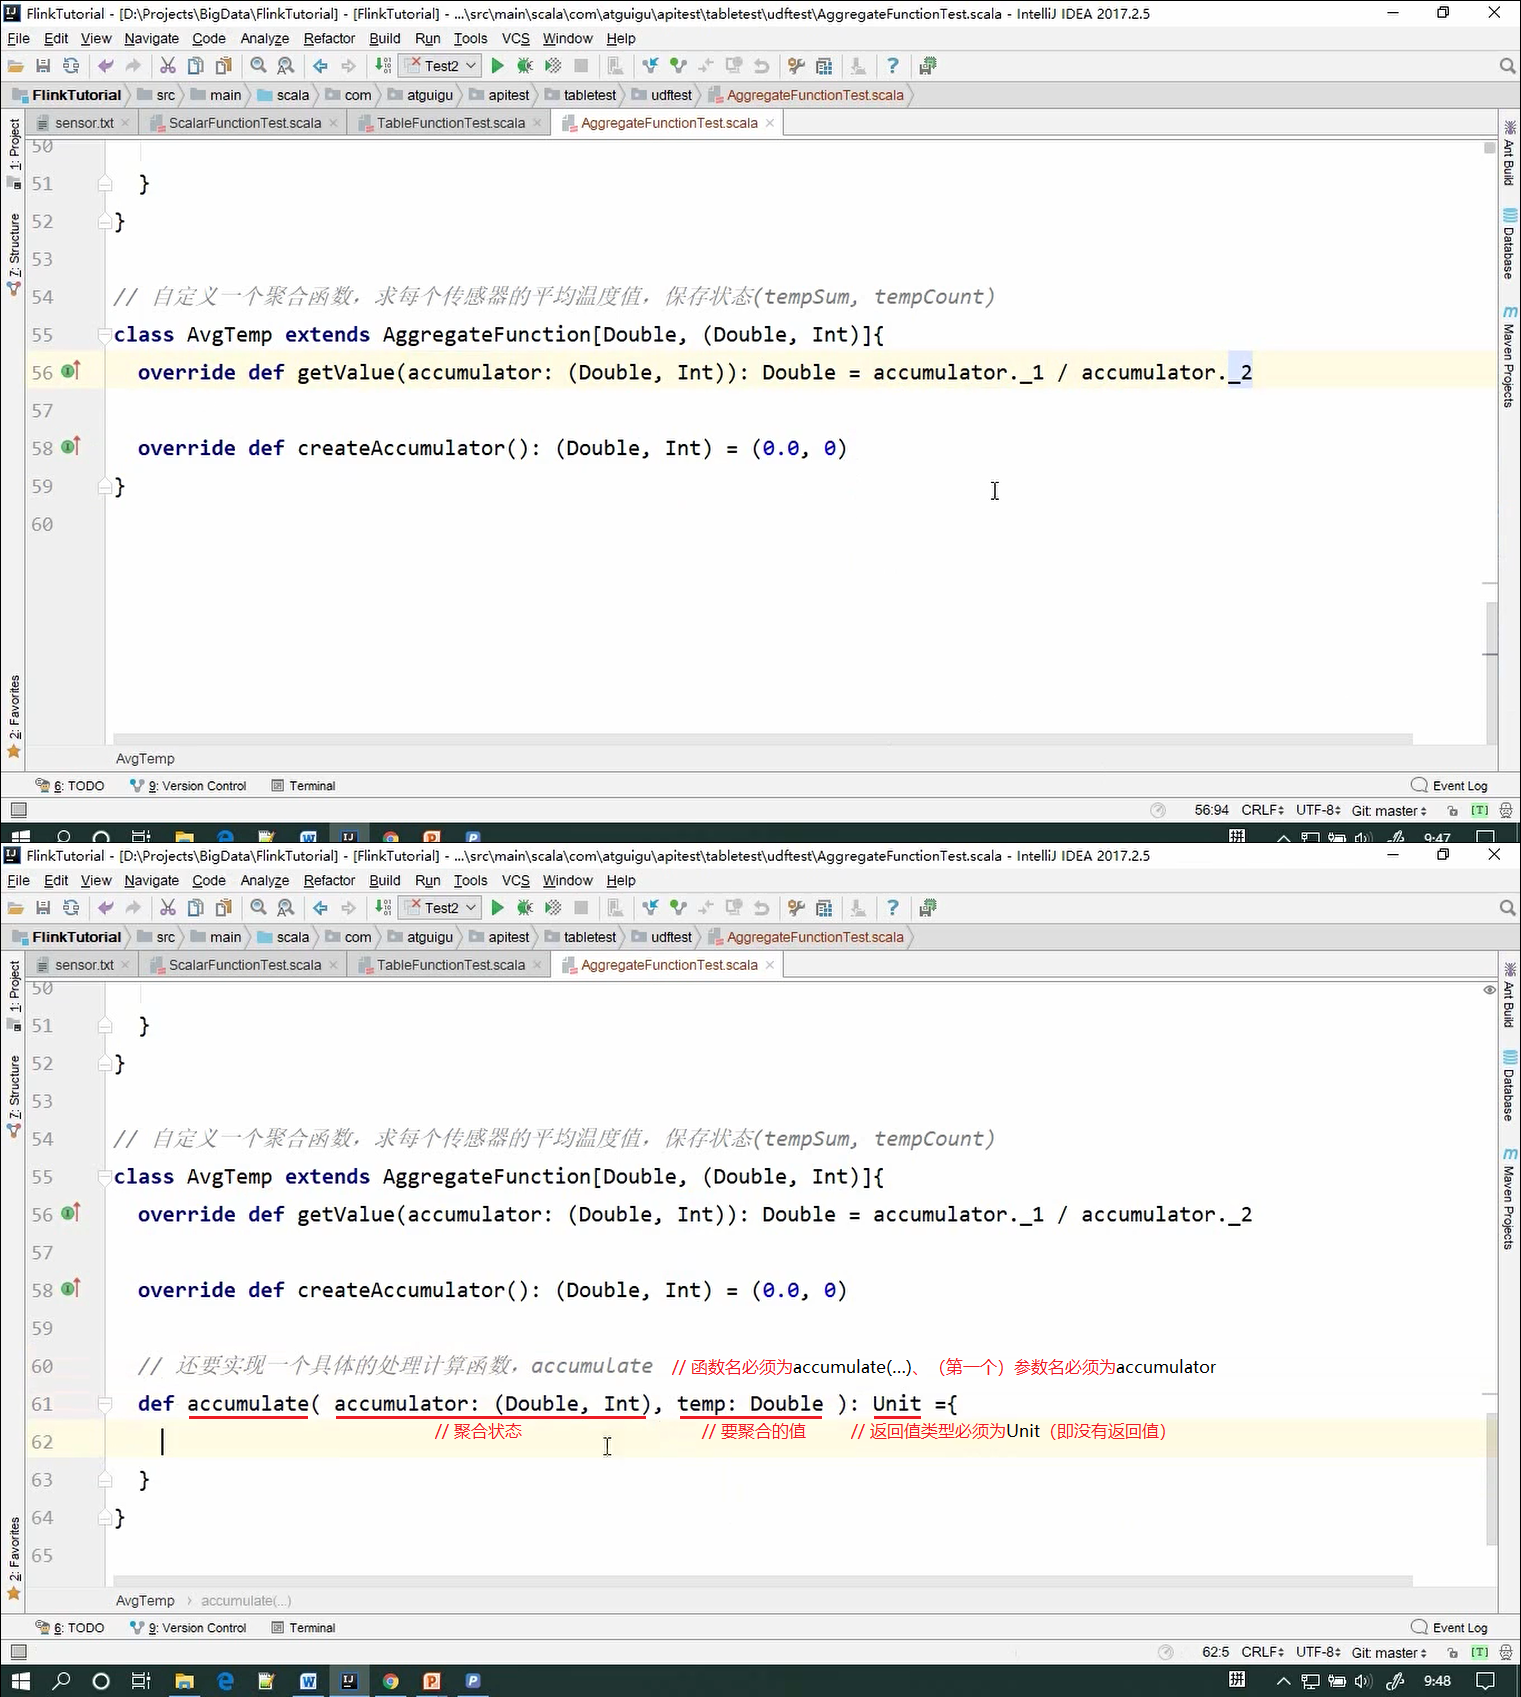 FlinkTutorial - [D:\Projects\BigData\FlinkTutorial] - [FlinkTutorial] - ...\src\main\scala\com\atguigu\apitest\tabletest\udftest\AggregateFunctionTest.scala - IntelliJ IDEA 2017.2.5
File Edit View Navigate Code Analyze Refactor Build Run Tools VCS Window Help
Test2
FlinkTutorial src main scala com atguigu apitest tabletest udftest AggregateFunctionTest.scala
sensor.txt ScalarFunctionTest.scala TableFunctionTest.scala AggregateFunctionTest.scala
1: Project
7: Structure
2: Favorites
Ant Build
Database
Maven Projects
50
51 }
52 }
53
54 // 自定义一个聚合函数，求每个传感器的平均温度值，保存状态(tempSum, tempCount)
55 class AvgTemp extends AggregateFunction[Double, (Double, Int)]{
56 override def getValue(accumulator: (Double, Int)): Double = accumulator._1 / accumulator._2
57
58 override def createAccumulator(): (Double, Int) = (0.0, 0)
59 }
60
AvgTemp
6: TODO 9: Version Control Terminal Event Log
56:94 CRLF UTF-8 Git: master [T]
拼 9:47
FlinkTutorial - [D:\Projects\BigData\FlinkTutorial] - [FlinkTutorial] - ...\src\main\scala\com\atguigu\apitest\tabletest\udftest\AggregateFunctionTest.scala - IntelliJ IDEA 2017.2.5
File Edit View Navigate Code Analyze Refactor Build Run Tools VCS Window Help
Test2
FlinkTutorial src main scala com atguigu apitest tabletest udftest AggregateFunctionTest.scala
sensor.txt ScalarFunctionTest.scala TableFunctionTest.scala AggregateFunctionTest.scala
1: Project
7: Structure
2: Favorites
Ant Build
Database
Maven Projects
50
51 }
52 }
53
54 // 自定义一个聚合函数，求每个传感器的平均温度值，保存状态(tempSum, tempCount)
55 class AvgTemp extends AggregateFunction[Double, (Double, Int)]{
56 override def getValue(accumulator: (Double, Int)): Double = accumulator._1 / accumulator._2
57
58 override def createAccumulator(): (Double, Int) = (0.0, 0)
59
60 // 还要实现一个具体的处理计算函数，accumulate // 函数名必须为accumulate(...)、（第一个）参数名必须为accumulator
61 def accumulate( accumulator: (Double, Int), temp: Double ): Unit ={
62 // 聚合状态 // 要聚合的值 // 返回值类型必须为Unit（即没有返回值）
63 }
64 }
65
AvgTemp › accumulate(...)
6: TODO 9: Version Control Terminal Event Log
62:5 CRLF UTF-8 Git: master [T]
拼 9:48